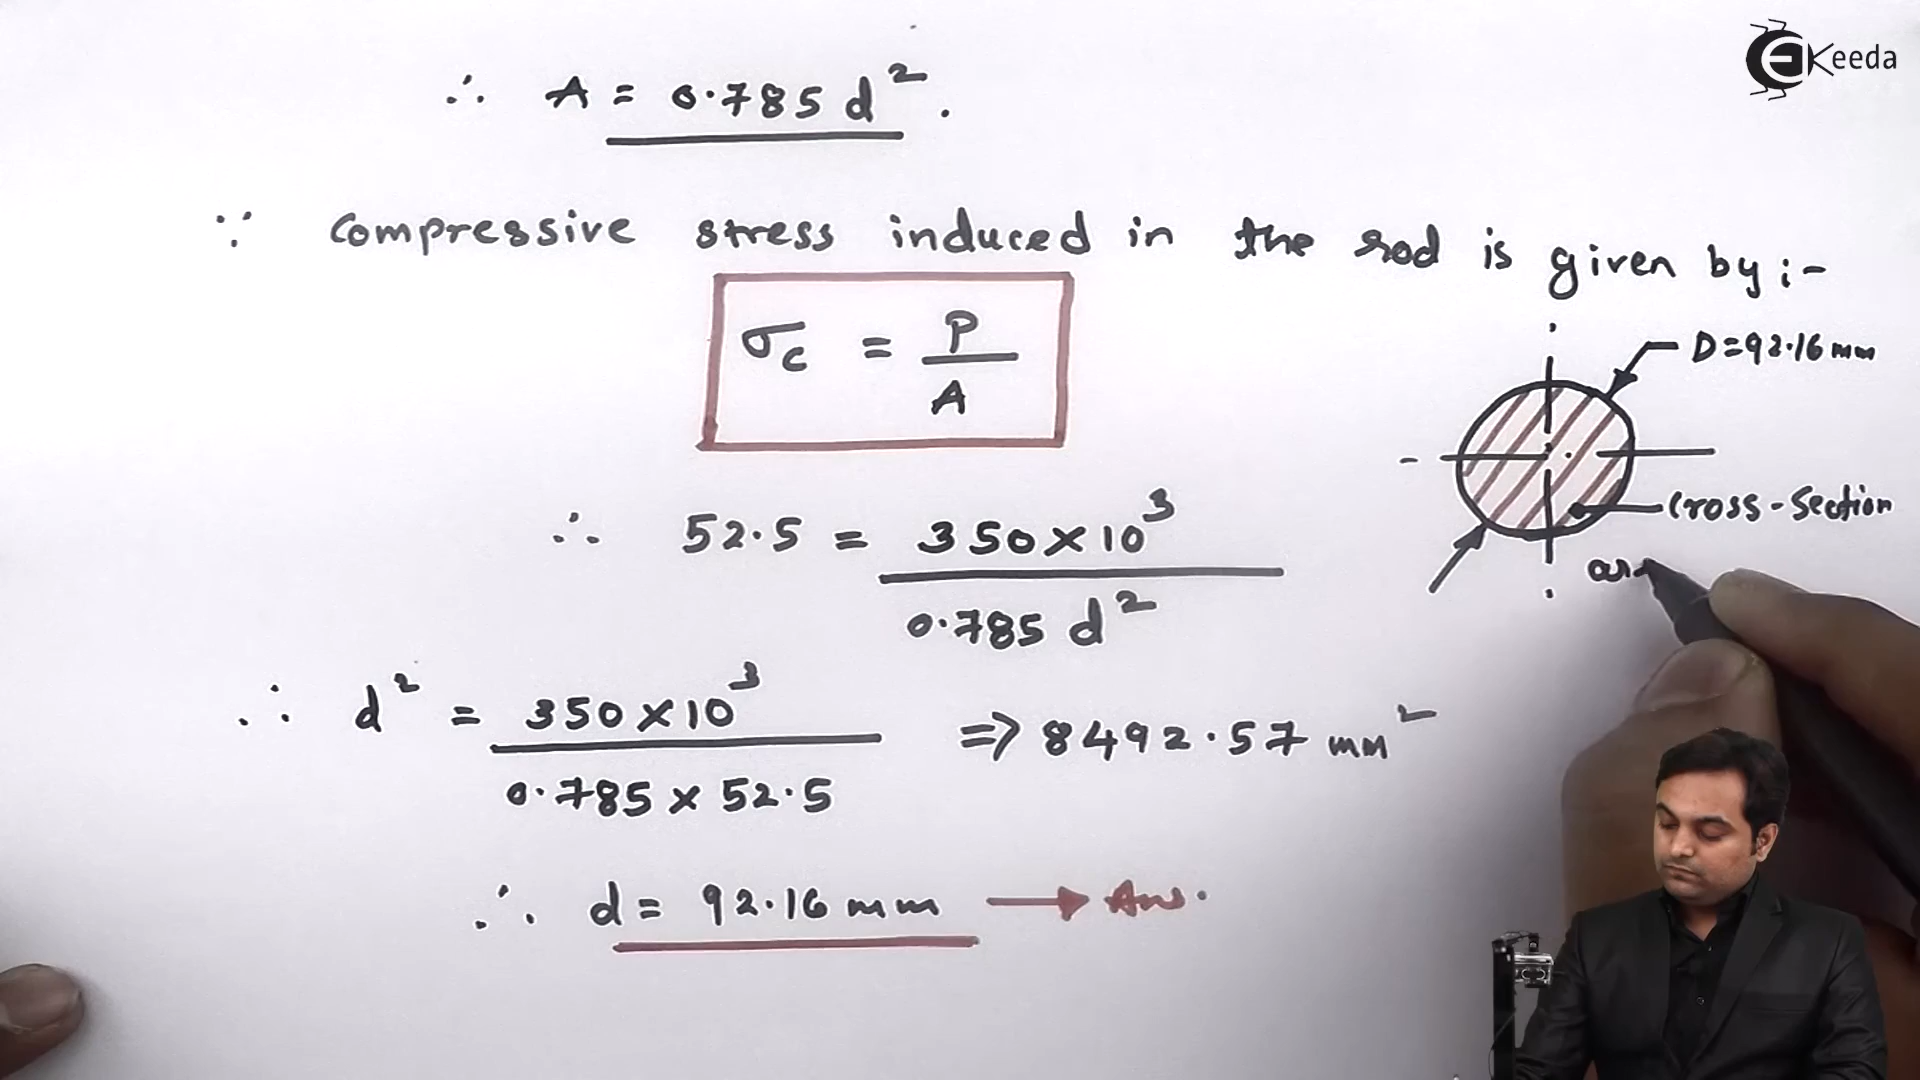 Keeda
∴ A = 0.785 d².
∵ compressive stress induced in the rod is given by :-
σc = P / A
D = 92.16 mm
cross-section
∴ 52.5 = 350 × 10³ / 0.785 d²
∴ d² = 350 × 10³ / 0.785 × 52.5 ⇒ 8492.57 mm²
∴ d = 92.16 mm → Ans.